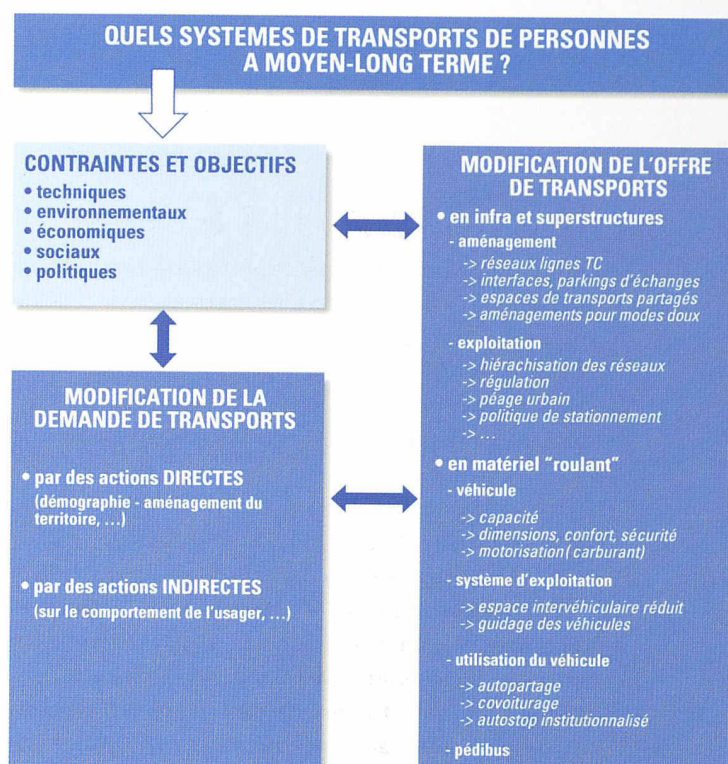 QUELS SYSTEMES DE TRANSPORTS DE PERSONNES
A MOYEN-LONG TERME ?
CONTRAINTES ET OBJECTIFS
• techniques
• environnementaux
• économiques
• sociaux
• politiques
MODIFICATION DE LA
DEMANDE DE TRANSPORTS
• par des actions DIRECTES
(démographie - aménagement du
territoire, ...)
• par des actions INDIRECTES
(sur le comportement de l'usager, ...)
MODIFICATION DE L'OFFRE
DE TRANSPORTS
• en infra et superstructures
- aménagement
-> réseaux lignes TC
-> interfaces, parkings d'échanges
-> espaces de transports partagés
-> aménagements pour modes doux
- exploitation
-> hiérachisation des réseaux
-> régulation
-> péage urbain
-> politique de stationnement
-> ...
• en matériel "roulant"
- véhicule
-> capacité
-> dimensions, confort, sécurité
-> motorisation( carburant)
- système d'exploitation
-> espace intervéhiculaire réduit
-> guidage des véhicules
- utilisation du véhicule
-> autopartage
-> covoiturage
-> autostop institutionnalisé
- pédibus